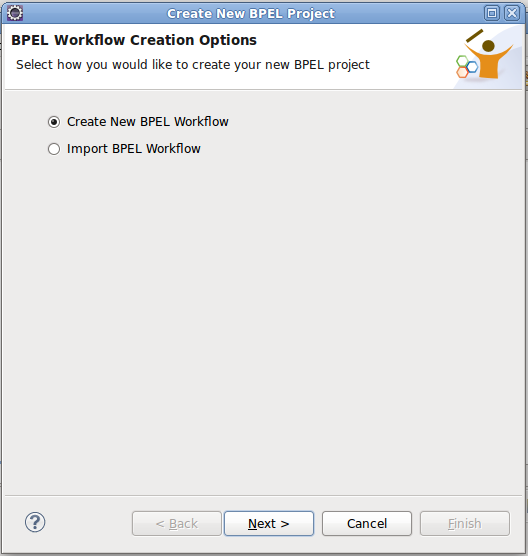 Create New BPEL Project
BPEL Workflow Creation Options
Select how you would like to create your new BPEL project
Create New BPEL Workflow
Import BPEL Workflow
?
< Back
Next >
Cancel
Finish